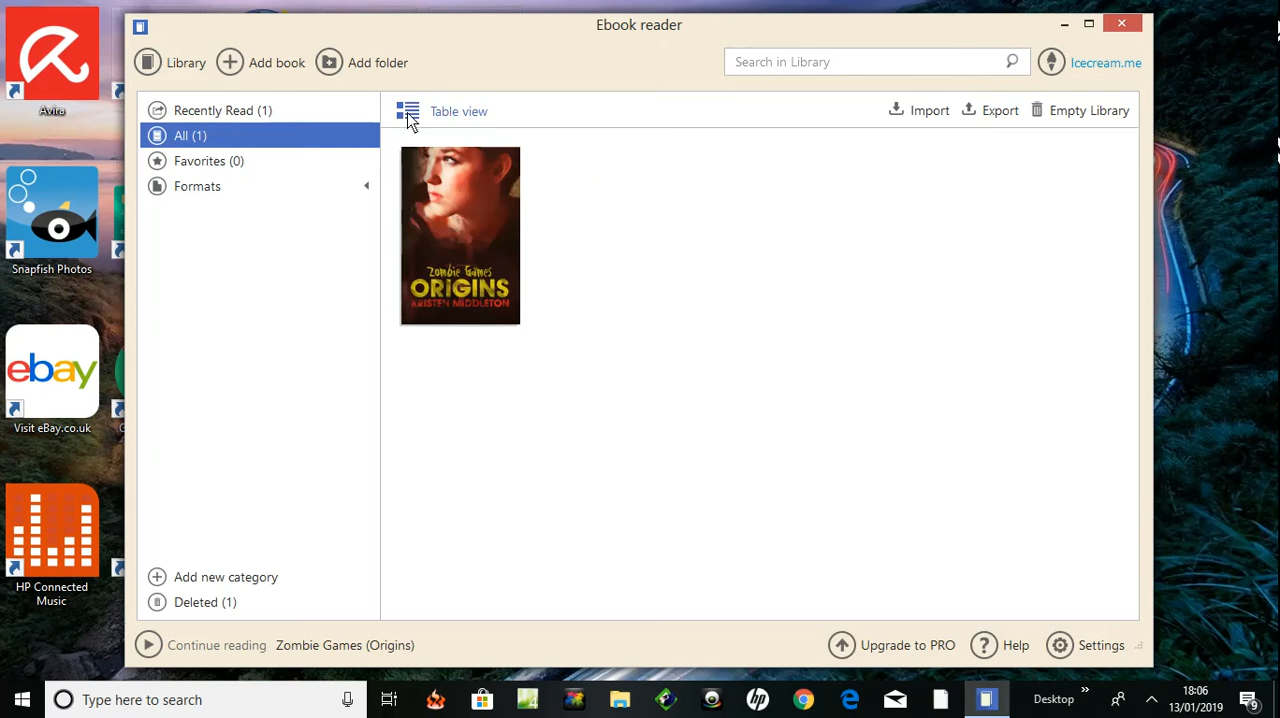 Ebook reader
Library
Add book
Add folder
Search in Library
Icecream.me
Recently Read (1)
All (1)
Favorites (0)
Formats
Table view
Import
Export
Empty Library
Zombie Games
ORIGINS
KRISTEN MIDDLETON
Add new category
Deleted (1)
Continue reading Zombie Games (Origins)
Upgrade to PRO
Help
Settings
Avira
Snapfish Photos
ebay
Visit eBay.co.uk
HP Connected
Music
Type here to search
hp
Desktop
18:06
13/01/2019
9